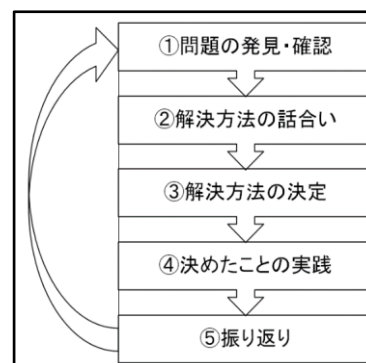 ①問題の発見・確認
②解決方法の話合い
③解決方法の決定
④決めたことの実践
⑤振り返り